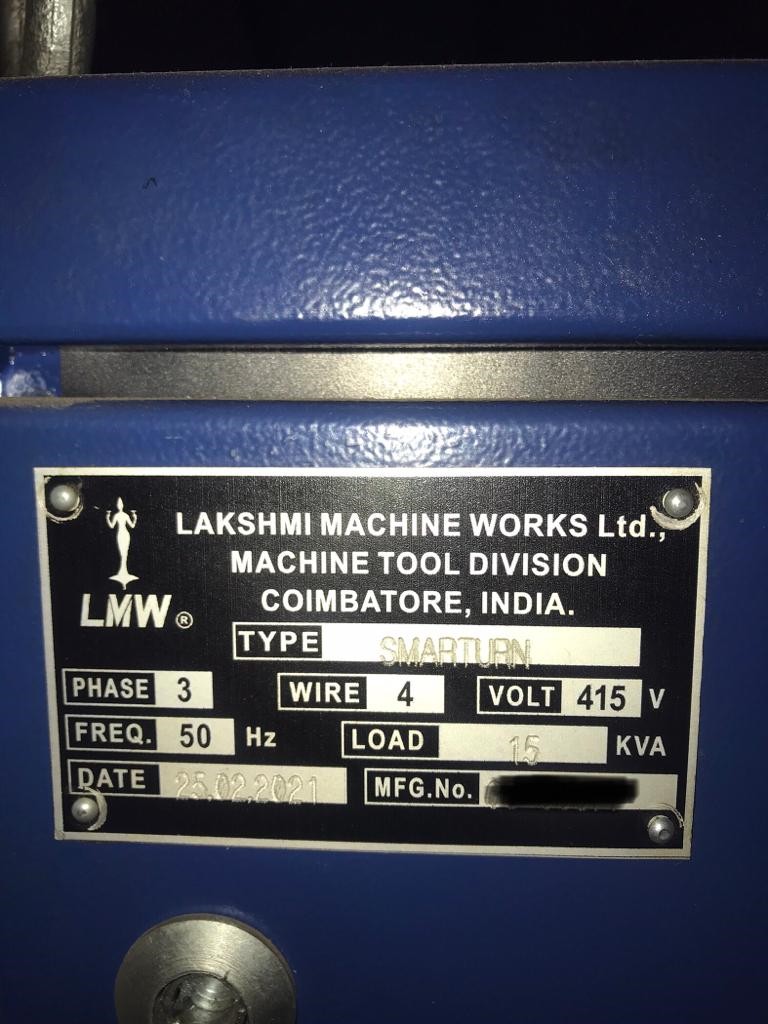 LAKSHMI MACHINE WORKS Ltd.,
MACHINE TOOL DIVISION
COIMBATORE, INDIA.
LMW ®
TYPE SMARTURN
PHASE 3 WIRE 4 VOLT 415 V
FREQ. 50 Hz LOAD 15 KVA
DATE 25.02.2021 MFG.No.